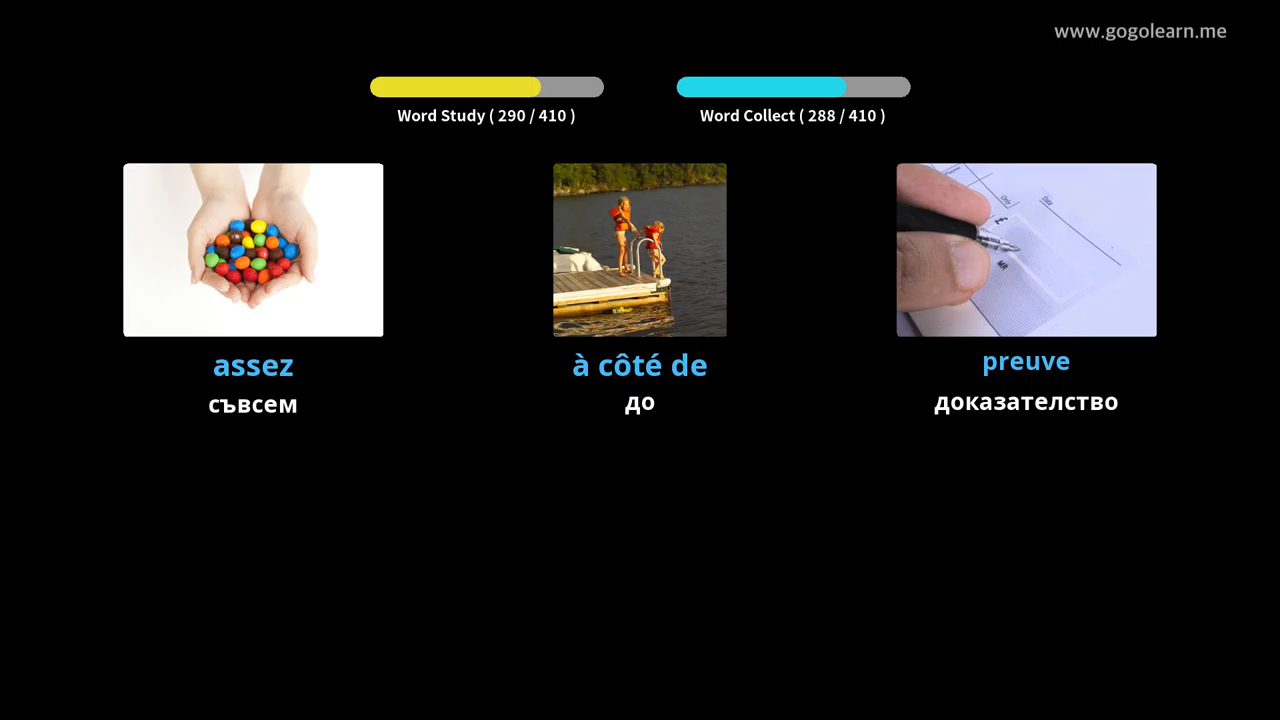 www.gogolearn.me
Word Study ( 290 / 410 )
Word Collect ( 288 / 410 )
assez
à côté de
preuve
съвсем
до
доказателство